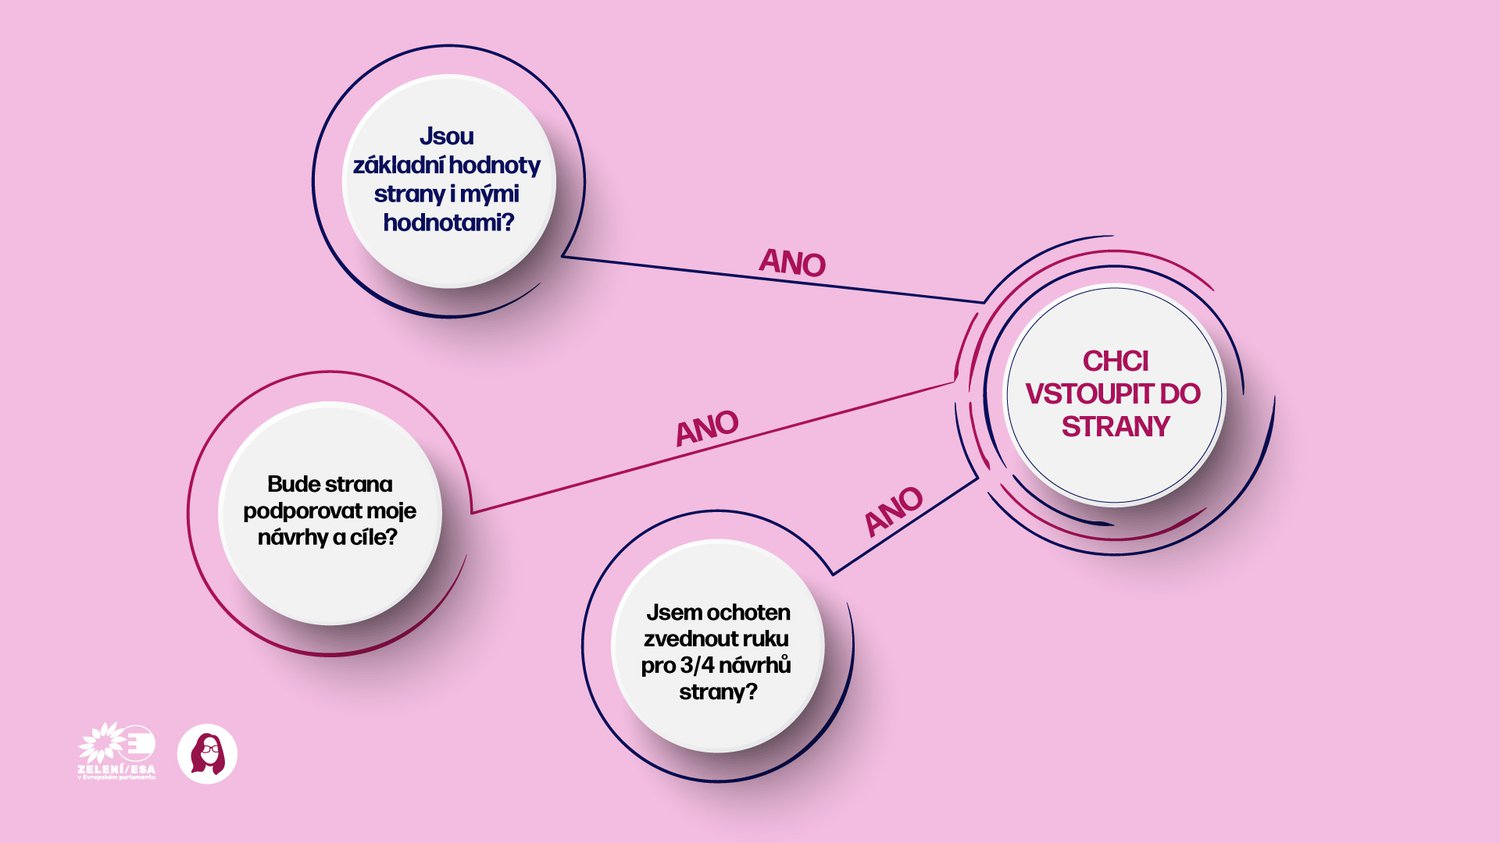 Jsou
základní hodnoty
strany i mými
hodnotami?
ANO
CHCI
VSTOUPIT DO
STRANY
Bude strana
podporovat moje
návrhy a cíle?
ANO
Jsem ochoten
zvednout ruku
pro 3/4 návrhů
strany?
ANO
ZELENÍ/ESA
v Evropském parlamentu